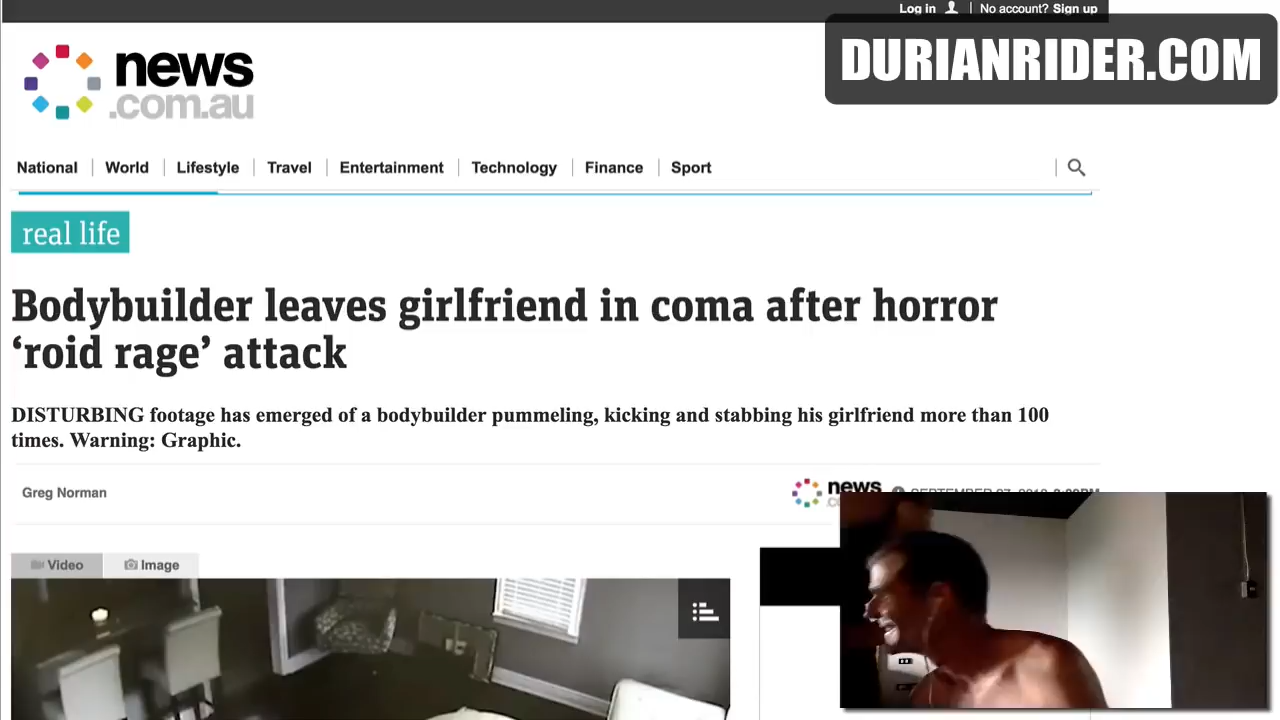 Log in | No account? Sign up
DURIANRIDER.COM
news
.com.au
National | World | Lifestyle | Travel | Entertainment | Technology | Finance | Sport
real life
Bodybuilder leaves girlfriend in coma after horror
‘roid rage’ attack
DISTURBING footage has emerged of a bodybuilder pummeling, kicking and stabbing his girlfriend more than 100
times. Warning: Graphic.
Greg Norman
news
Video
Image